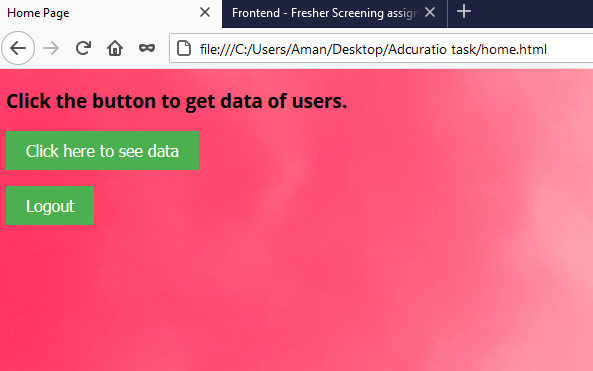 Home Page
Frontend - Fresher Screening assign
file:///C:/Users/Aman/Desktop/Adcuratio task/home.html
Click the button to get data of users.
Click here to see data
Logout